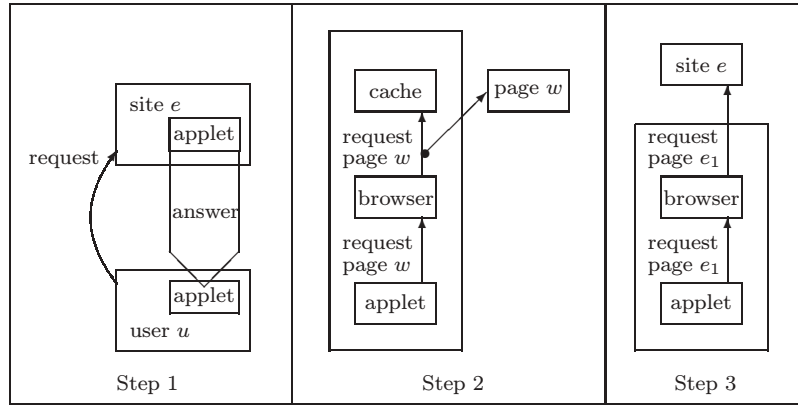 site e
applet
request
answer
applet
user u
Step 1
cache
page w
request
page w
browser
request
page w
applet
Step 2
site e
request
page e₁
browser
request
page e₁
applet
Step 3